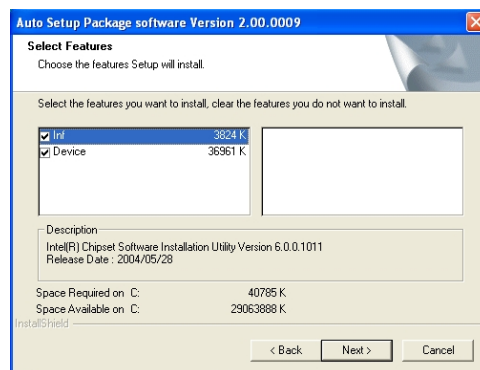 Auto Setup Package software Version 2.00.0009
Select Features
Choose the features Setup will install.
Select the features you want to install, clear the features you do not want to install.
Inf 3824 K
Device 36961 K
Description
Intel(R) Chipset Software Installation Utility Version 6.0.0.1011
Release Date : 2004/05/28
Space Required on C: 40785 K
Space Available on C: 29063888 K
InstallShield
< Back Next > Cancel